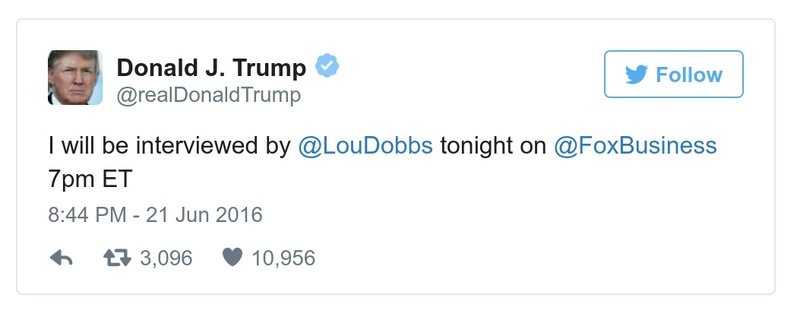 Donald J. Trump
@realDonaldTrump
Follow
I will be interviewed by @LouDobbs tonight on @FoxBusiness
7pm ET
8:44 PM - 21 Jun 2016
3,096 10,956